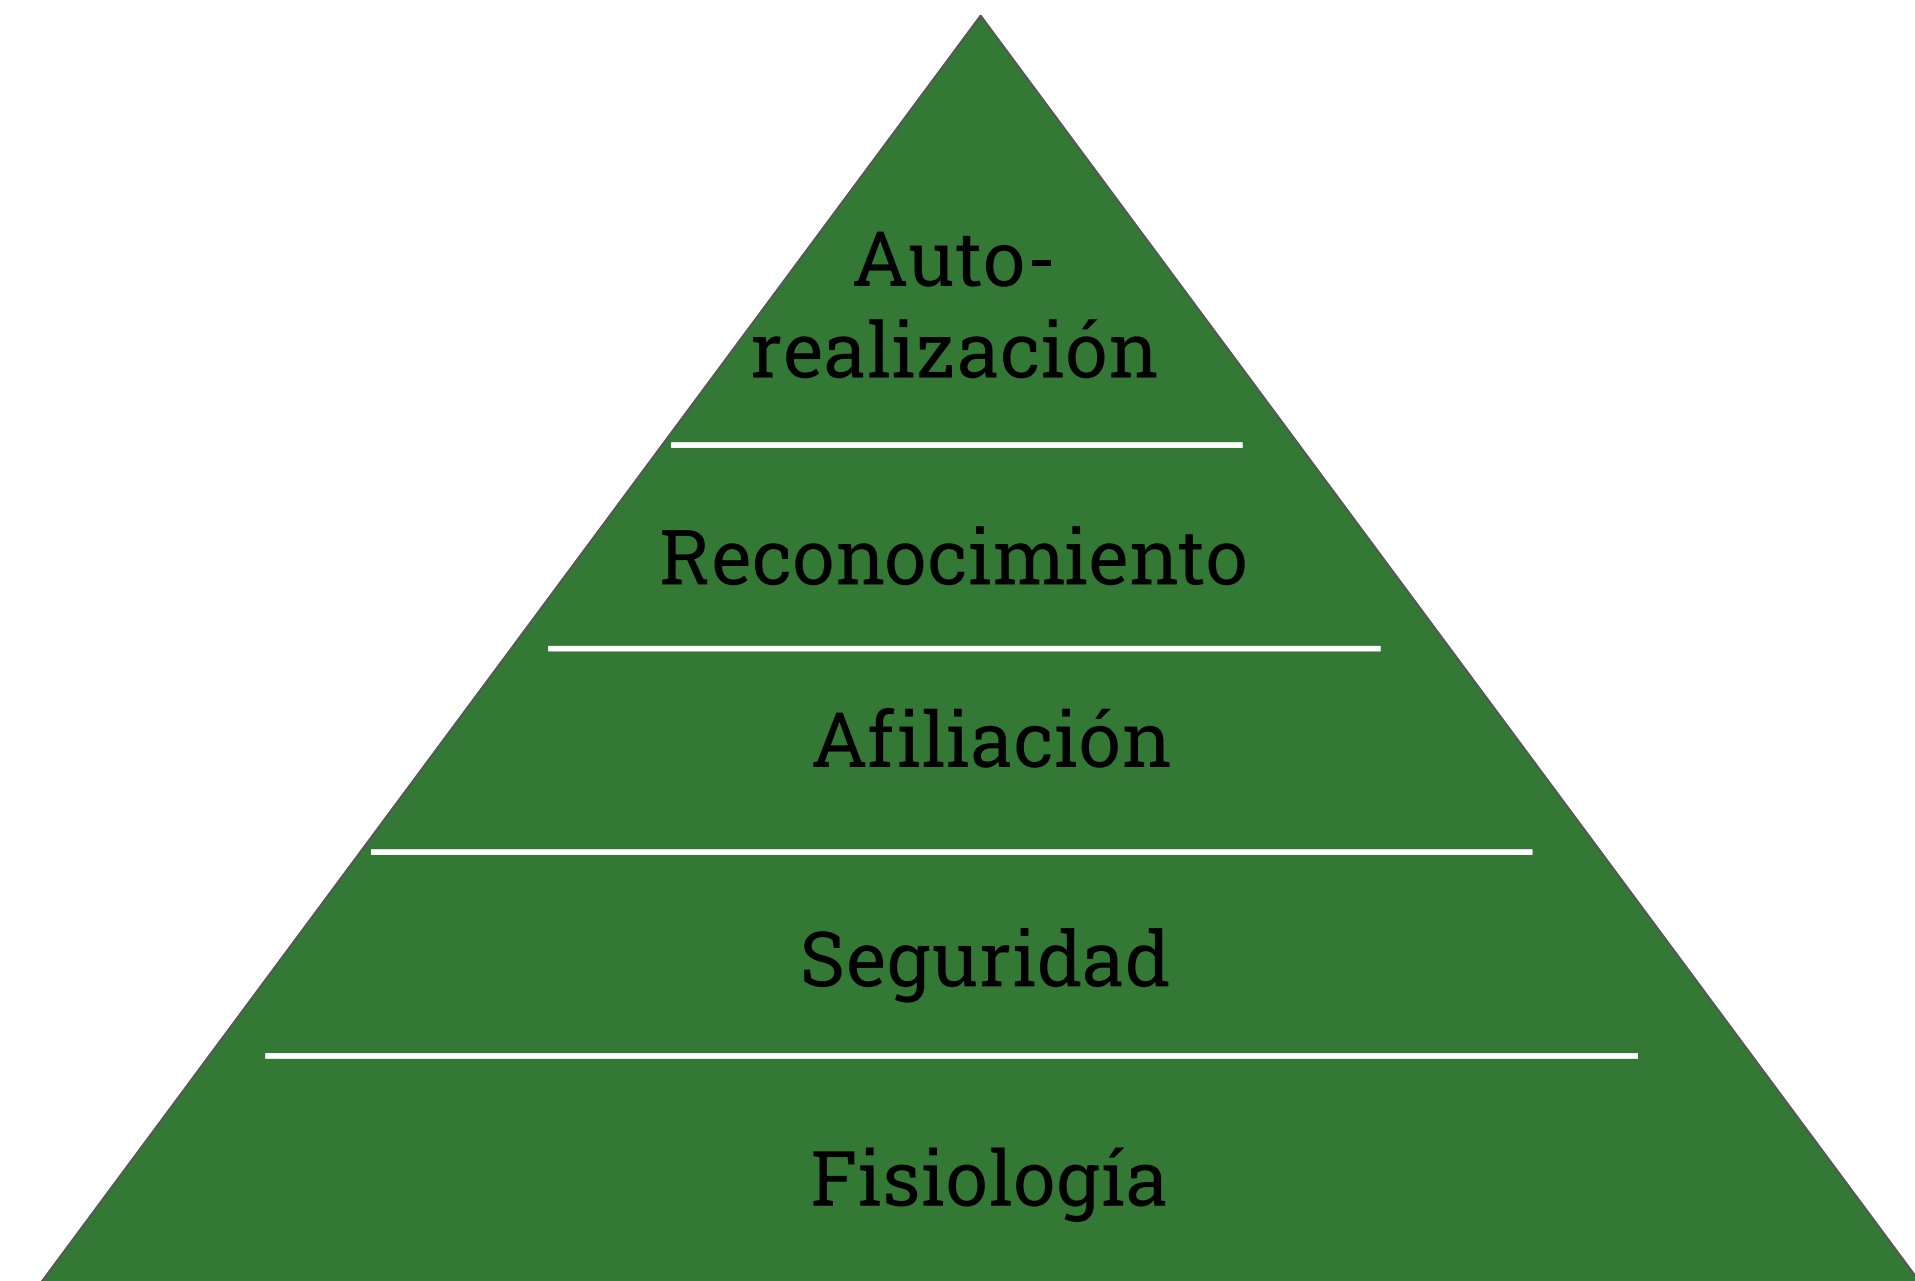 Auto-
realización
Reconocimiento
Afiliación
Seguridad
Fisiología